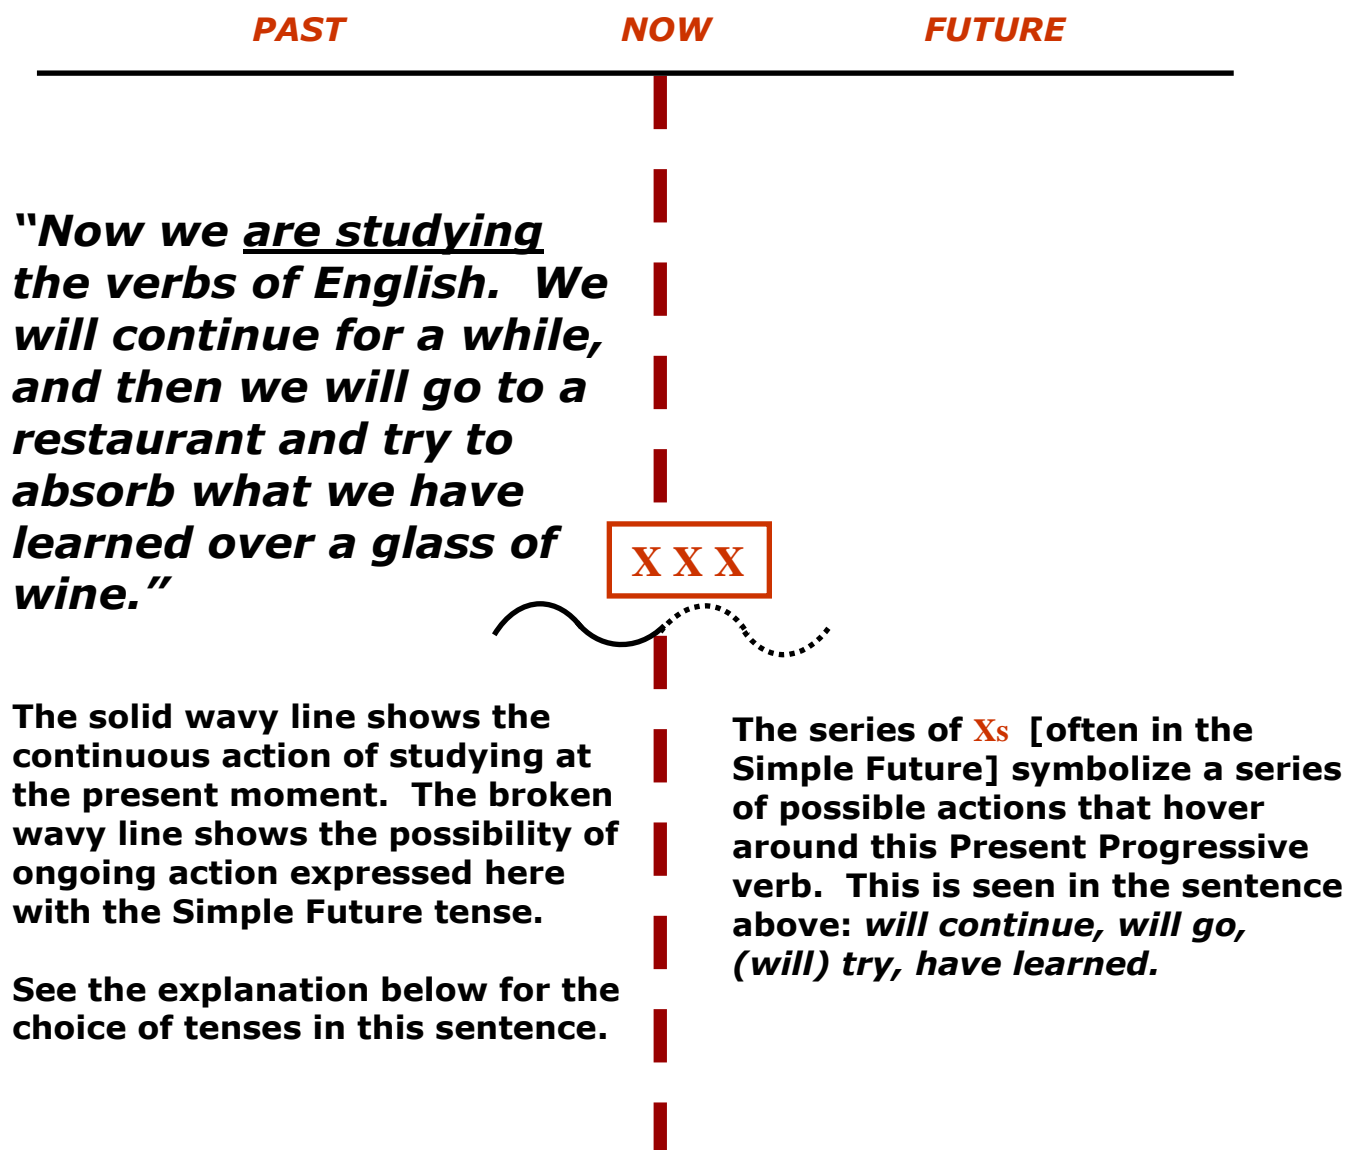 PAST NOW FUTURE
“Now we are studying
the verbs of English.  We
will continue for a while,
and then we will go to a
restaurant and try to
absorb what we have
learned over a glass of
wine.”
X X X
The solid wavy line shows the
continuous action of studying at
the present moment.  The broken
wavy line shows the possibility of
ongoing action expressed here
with the Simple Future tense.
See the explanation below for the
choice of tenses in this sentence.
The series of Xs  [often in the
Simple Future] symbolize a series
of possible actions that hover
around this Present Progressive
verb.  This is seen in the sentence
above: will continue, will go,
(will) try, have learned.